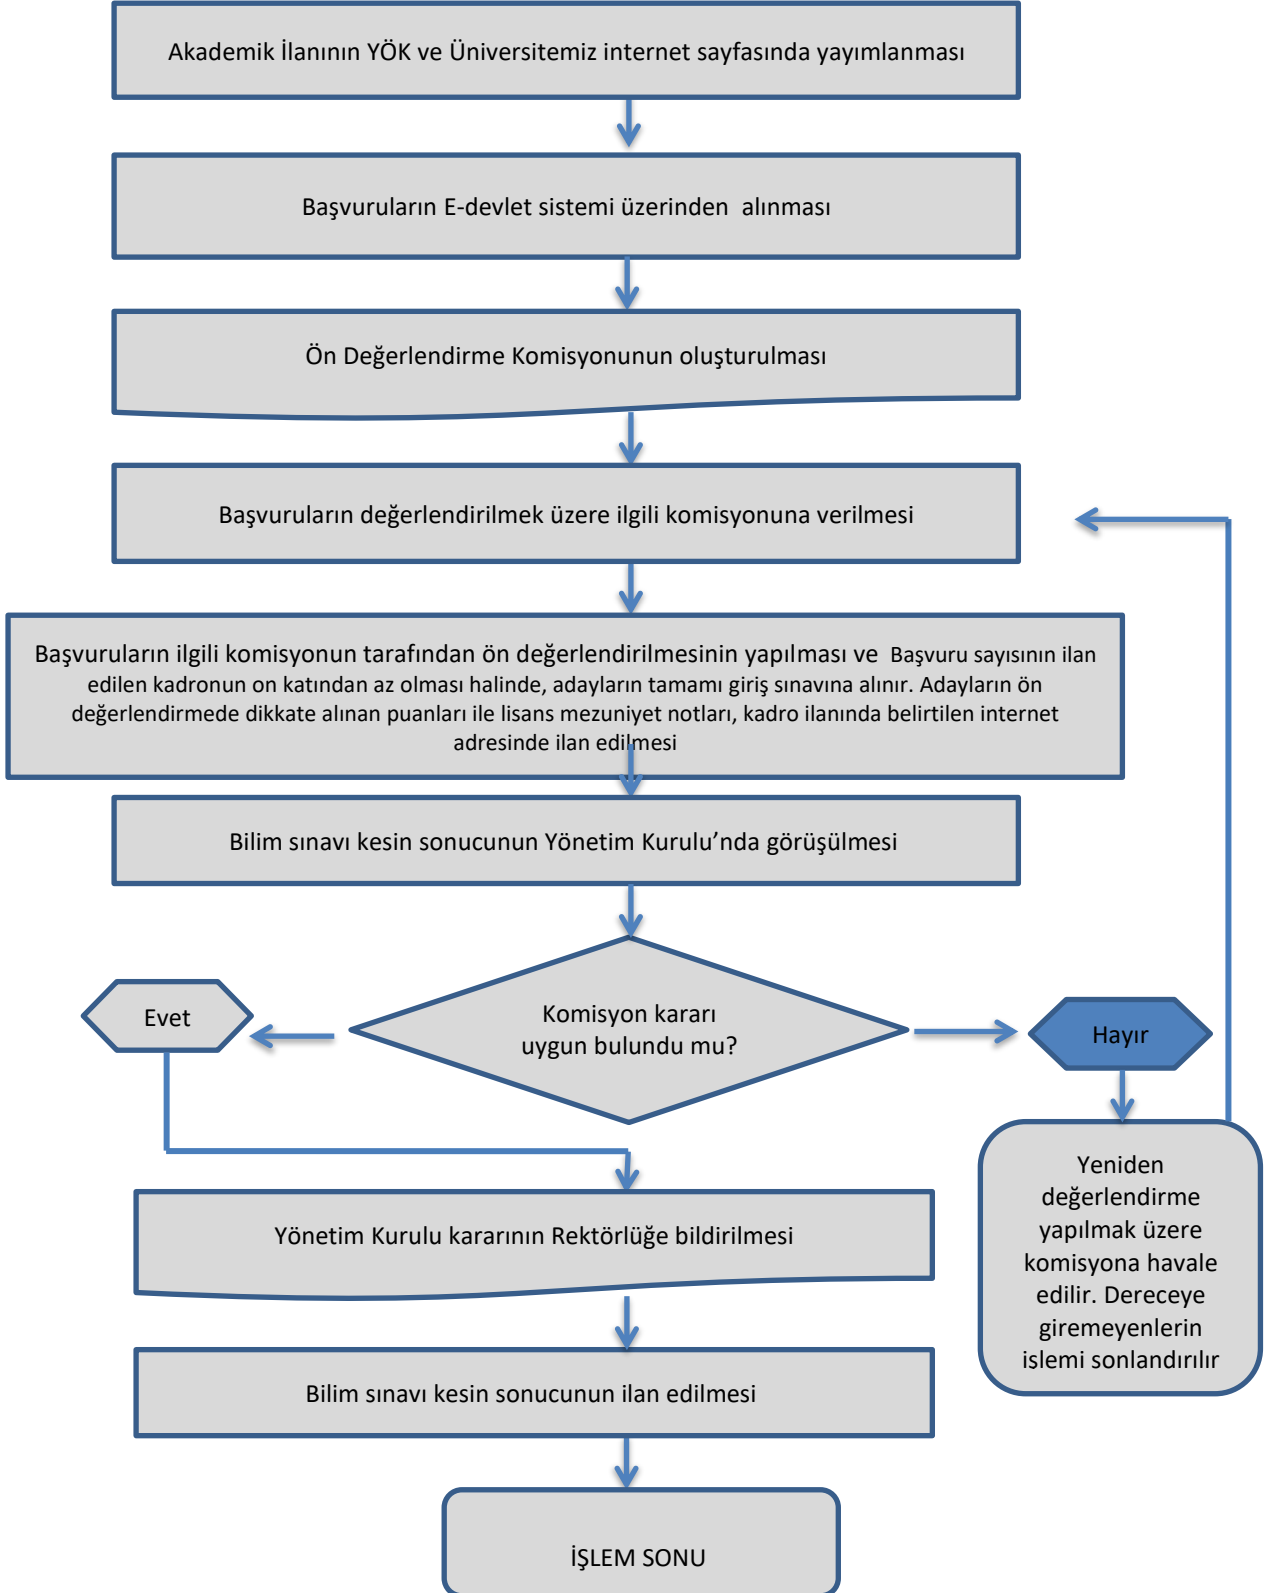 Akademik İlanının YÖK ve Üniversitemiz internet sayfasında yayımlanması
Başvuruların E-devlet sistemi üzerinden alınması
Ön Değerlendirme Komisyonunun oluşturulması
Başvuruların değerlendirilmek üzere ilgili komisyonuna verilmesi
Başvuruların ilgili komisyonun tarafından ön değerlendirilmesinin yapılması ve Başvuru sayısının ilan
edilen kadronun on katından az olması halinde, adayların tamamı giriş sınavına alınır. Adayların ön
değerlendirmede dikkate alınan puanları ile lisans mezuniyet notları, kadro ilanında belirtilen internet
adresinde ilan edilmesi
Bilim sınavı kesin sonucunun Yönetim Kurulu’nda görüşülmesi
Komisyon kararı
uygun bulundu mu?
Evet
Hayır
Yeniden
değerlendirme
yapılmak üzere
komisyona havale
edilir. Dereceye
giremeyenlerin
islemi sonlandırılır
Yönetim Kurulu kararının Rektörlüğe bildirilmesi
Bilim sınavı kesin sonucunun ilan edilmesi
İŞLEM SONU